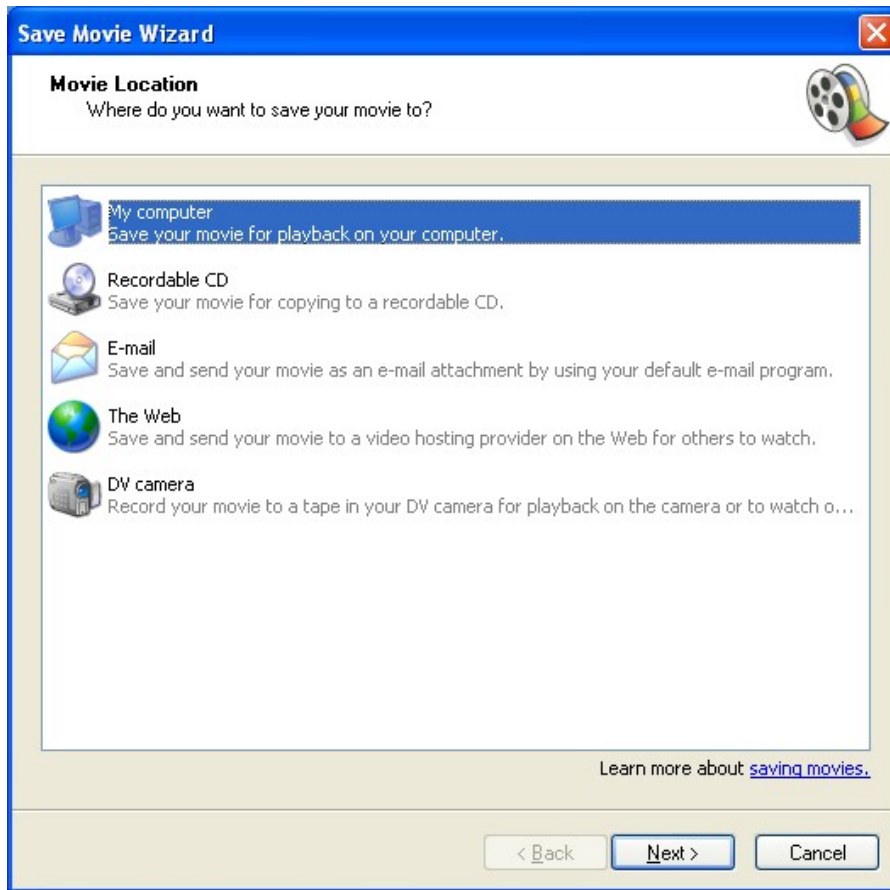 Save Movie Wizard
Movie Location
Where do you want to save your movie to?
My computer
Save your movie for playback on your computer.
Recordable CD
Save your movie for copying to a recordable CD.
E-mail
Save and send your movie as an e-mail attachment by using your default e-mail program.
The Web
Save and send your movie to a video hosting provider on the Web for others to watch.
DV camera
Record your movie to a tape in your DV camera for playback on the camera or to watch o...
Learn more about saving movies.
< Back Next > Cancel